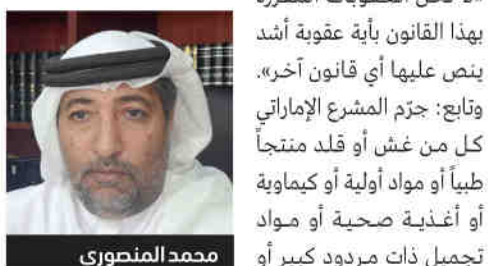 بهذا القانون بأية عقوبة أشد
ينص عليها أي قانون آخر».
وتابع: جرّم المشرع الإماراتي
كل من غش أو قلد منتجاً
طبياً أو مواد أولية أو كيماوية
أو أغذية صحية أو مواد
تجميل ذات مردود كبير أو
محمد المنصوري